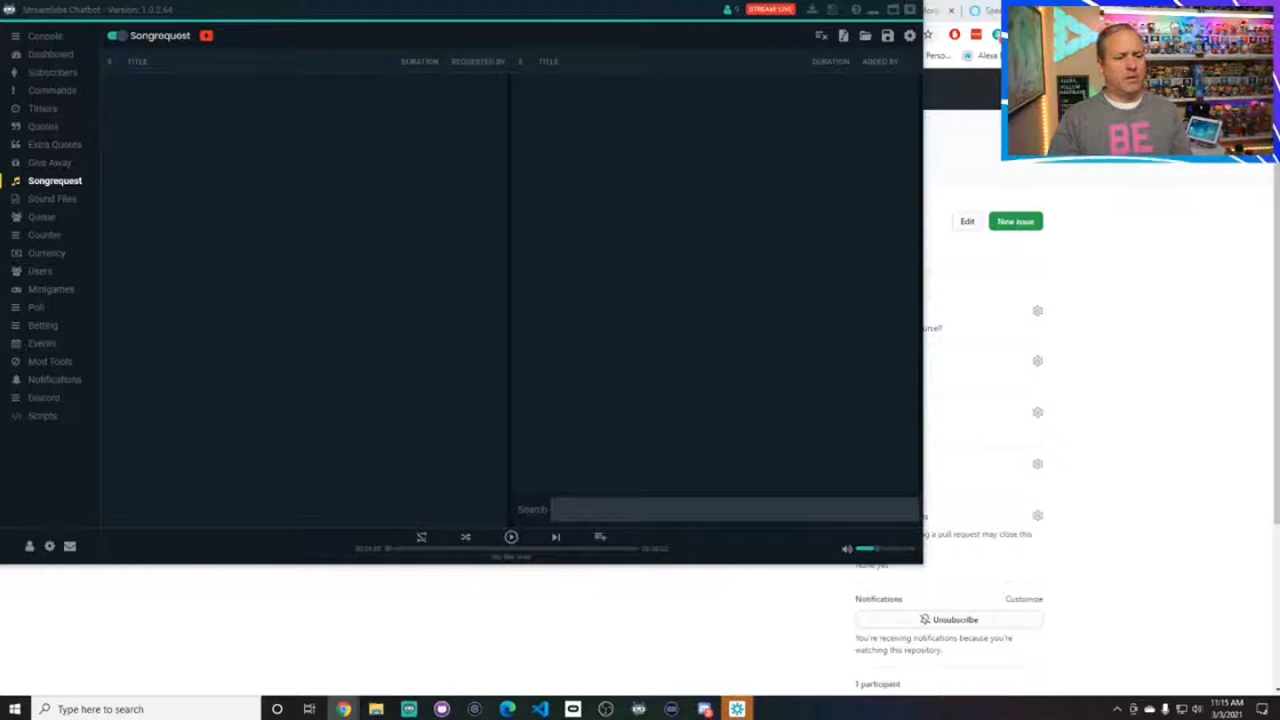 Streamlabs Chatbot - Version: 1.0.2.64
STREAM: LIVE
Console
Songrequest
Dashboard
Subscribers
Commands
Timers
Quotes
Extra Quotes
Give Away
Songrequest
Sound Files
Queue
Counter
Currency
Users
Minigames
Poll
Betting
Events
Mod Tools
Notifications
Discord
Scripts
# TITLE DURATION REQUESTED BY # TITLE DURATION ADDED BY
Search
Perso...
Alexa
BE
Edit
New issue
g a pull request may close this
None yet
Notifications
Customize
Unsubscribe
You're receiving notifications because you're
watching this repository.
1 participant
Type here to search
11:15 AM
3/3/2021